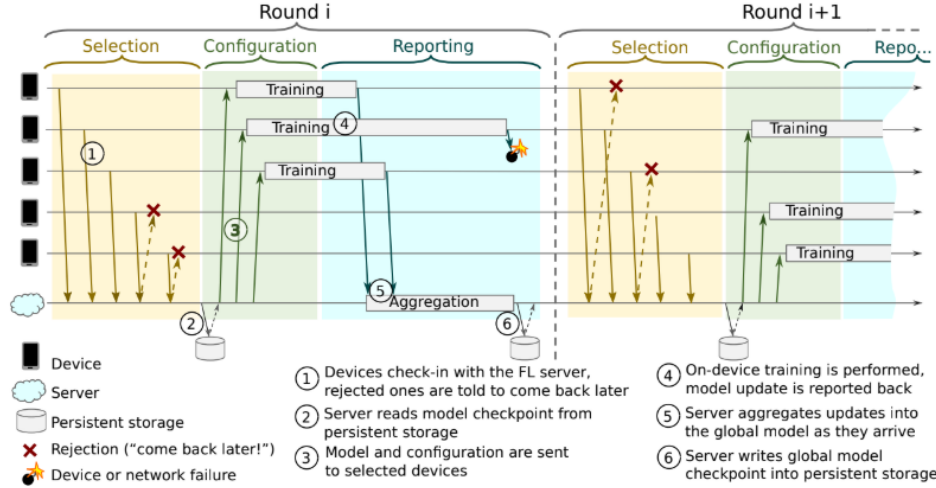 Round i
Round i+1
Selection
Configuration
Reporting
Selection
Configuration
Repo...
Training
Training
4
Training
Training
Training
Training
1
3
2
5
Aggregation
6
Device
Server
Persistent storage
Rejection (“come back later!”)
Device or network failure
1 Devices check-in with the FL server,
rejected ones are told to come back later
2 Server reads model checkpoint from
persistent storage
3 Model and configuration are sent
to selected devices
4 On-device training is performed,
model update is reported back
5 Server aggregates updates into
the global model as they arrive
6 Server writes global model
checkpoint into persistent storage